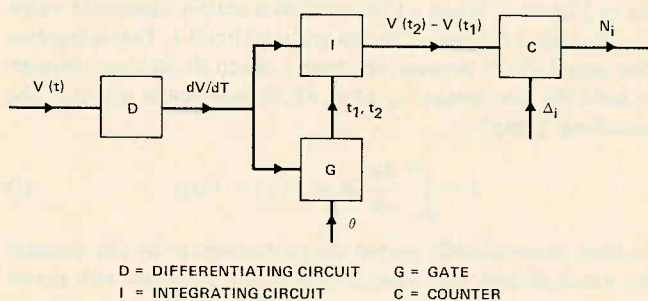 V (t₂) – V (t₁)
Nᵢ
I
C
V (t)
dV/dT
D
t₁, t₂
Δᵢ
G
θ
D = DIFFERENTIATING CIRCUIT G = GATE
I = INTEGRATING CIRCUIT C = COUNTER